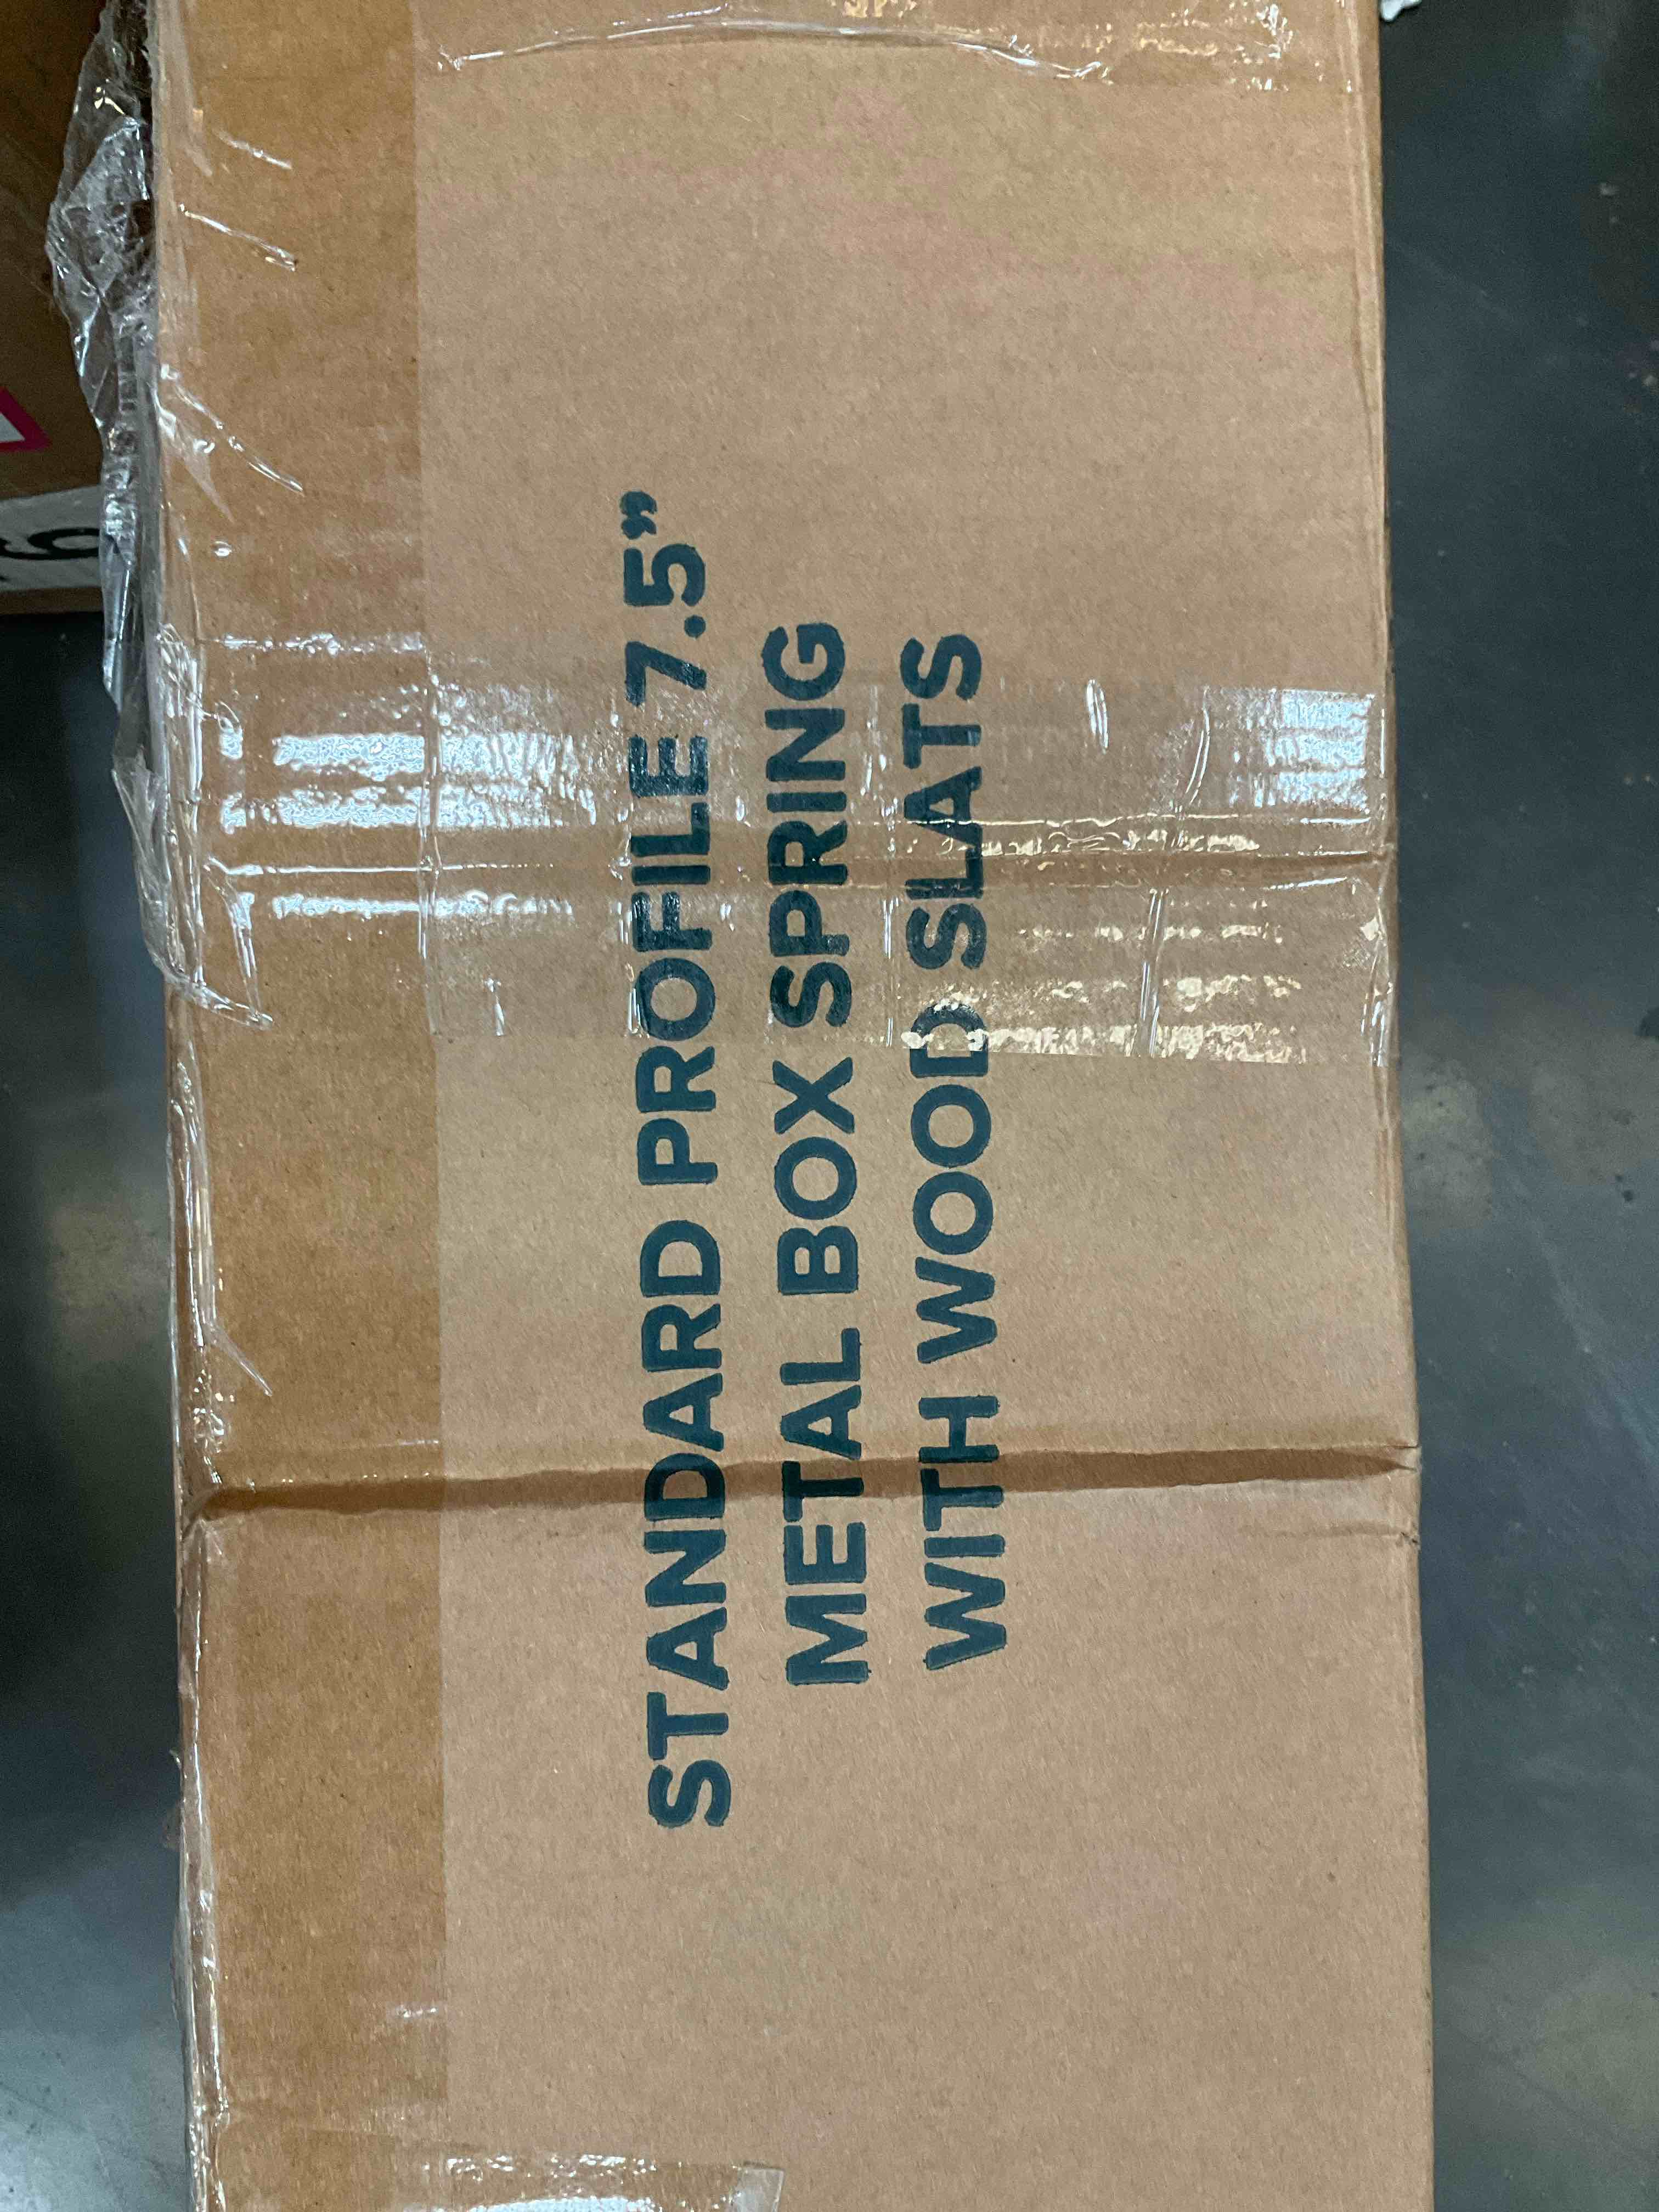 STANDARD PROFILE 7.5”
METAL BOX SPRING
WITH WOOD SLATS